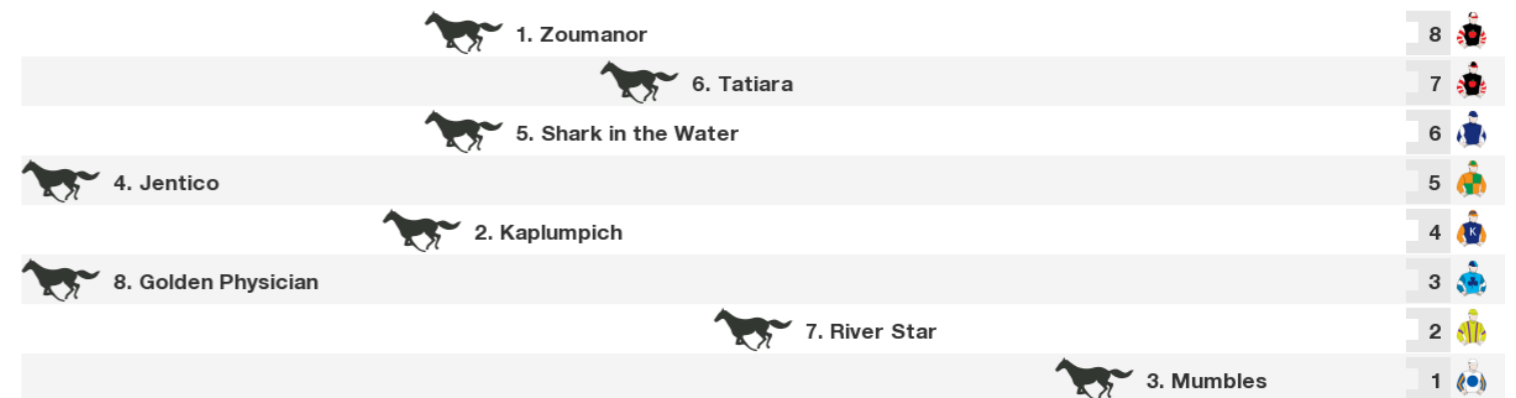 1. Zoumanor 8
6. Tatiara 7
5. Shark in the Water 6
4. Jentico 5
2. Kaplumpich 4 K
8. Golden Physician 3
7. River Star 2
3. Mumbles 1